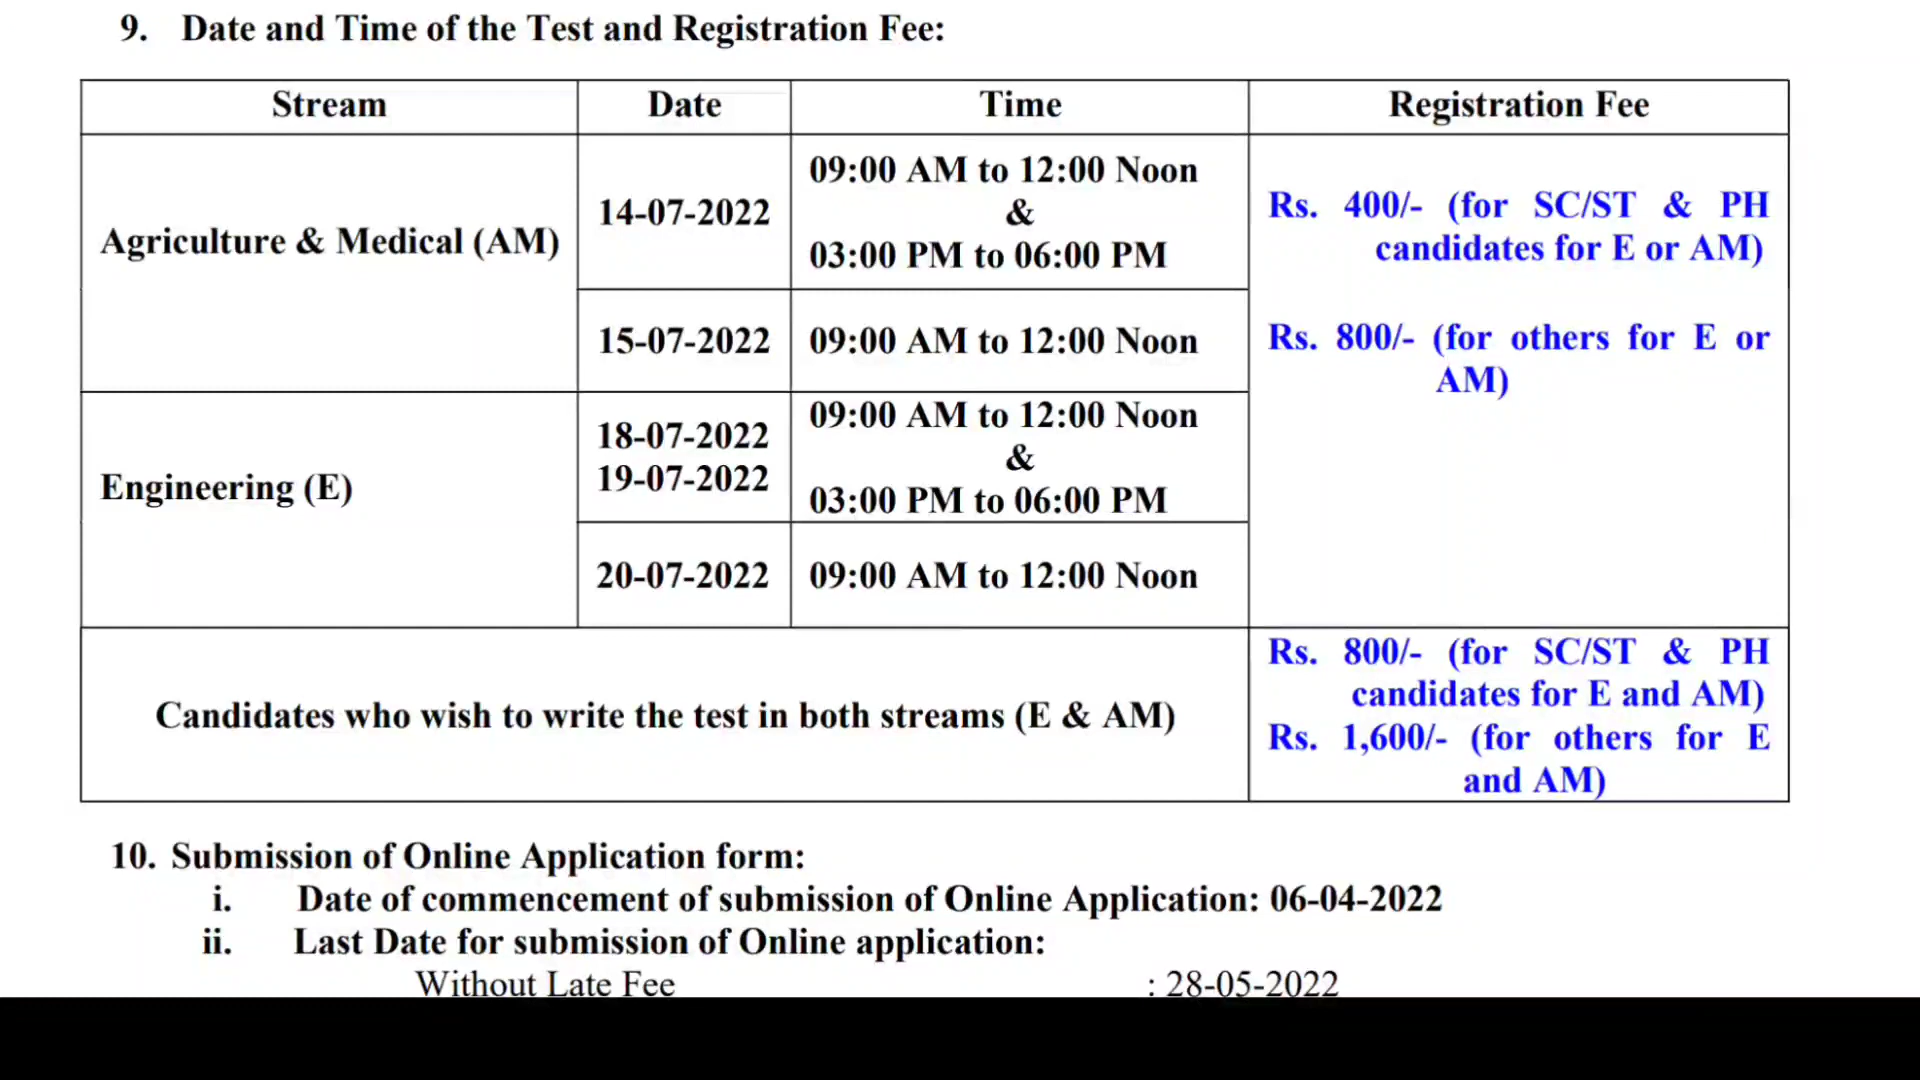 9. Date and Time of the Test and Registration Fee:
Stream
Date
Time
Registration Fee
Agriculture & Medical (AM)
14-07-2022
09:00 AM to 12:00 Noon
&
03:00 PM to 06:00 PM
15-07-2022
09:00 AM to 12:00 Noon
Rs. 400/- (for SC/ST & PH
candidates for E or AM)
Rs. 800/- (for others for E or
AM)
Engineering (E)
18-07-2022
19-07-2022
09:00 AM to 12:00 Noon
&
03:00 PM to 06:00 PM
20-07-2022
09:00 AM to 12:00 Noon
Candidates who wish to write the test in both streams (E & AM)
Rs. 800/- (for SC/ST & PH
candidates for E and AM)
Rs. 1,600/- (for others for E
and AM)
10. Submission of Online Application form:
i. Date of commencement of submission of Online Application: 06-04-2022
ii. Last Date for submission of Online application:
Without Late Fee : 28-05-2022